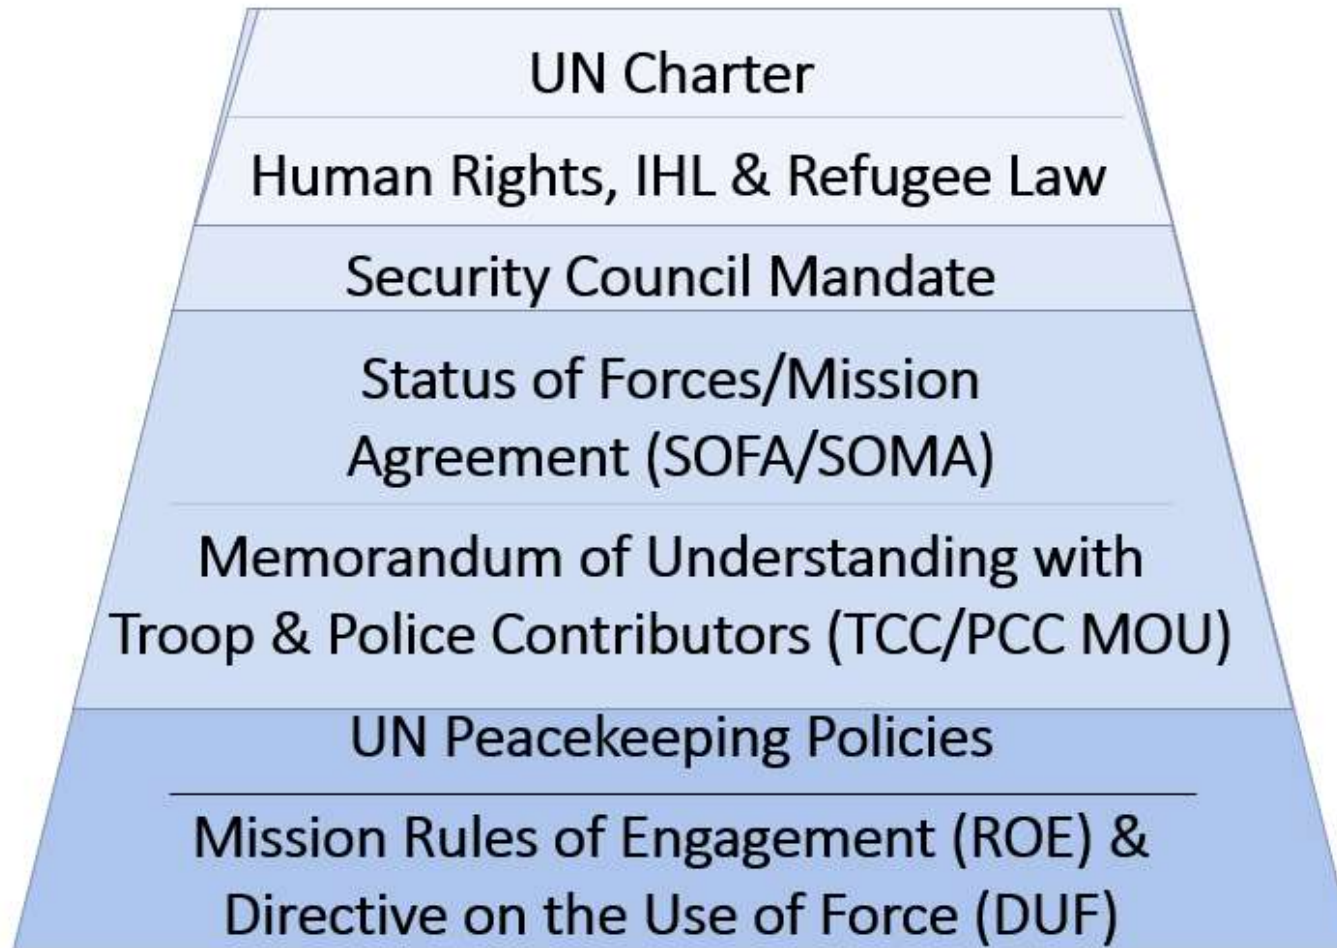 UN Charter
Human Rights, IHL & Refugee Law
Security Council Mandate
Status of Forces/Mission
Agreement (SOFA/SOMA)
Memorandum of Understanding with
Troop & Police Contributors (TCC/PCC MOU)
UN Peacekeeping Policies
Mission Rules of Engagement (ROE) &
Directive on the Use of Force (DUF)